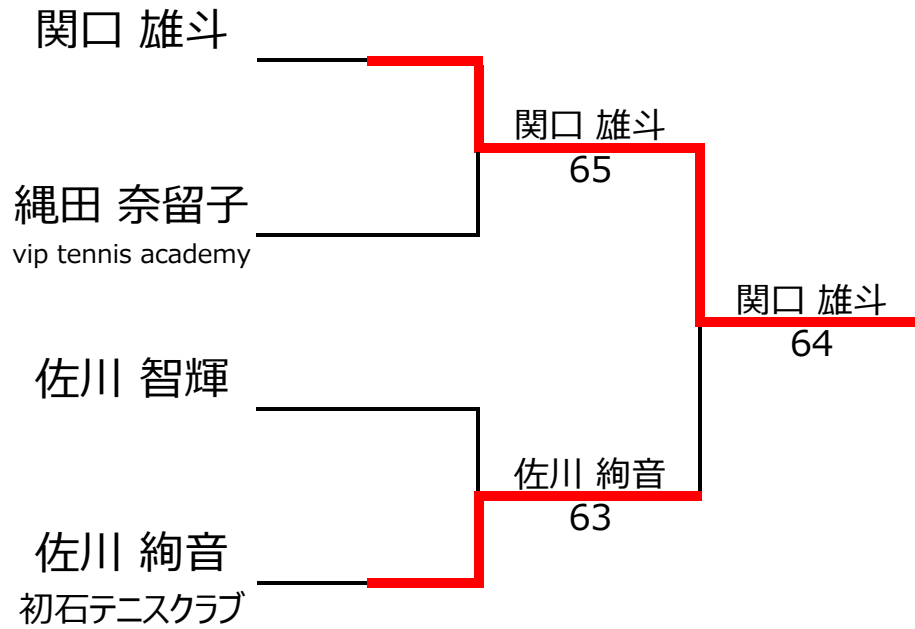 関口 雄斗
縄田 奈留子
vip tennis academy
佐川 智輝
佐川 絢音
初石テニスクラブ
関口 雄斗
65
佐川 絢音
63
関口 雄斗
64